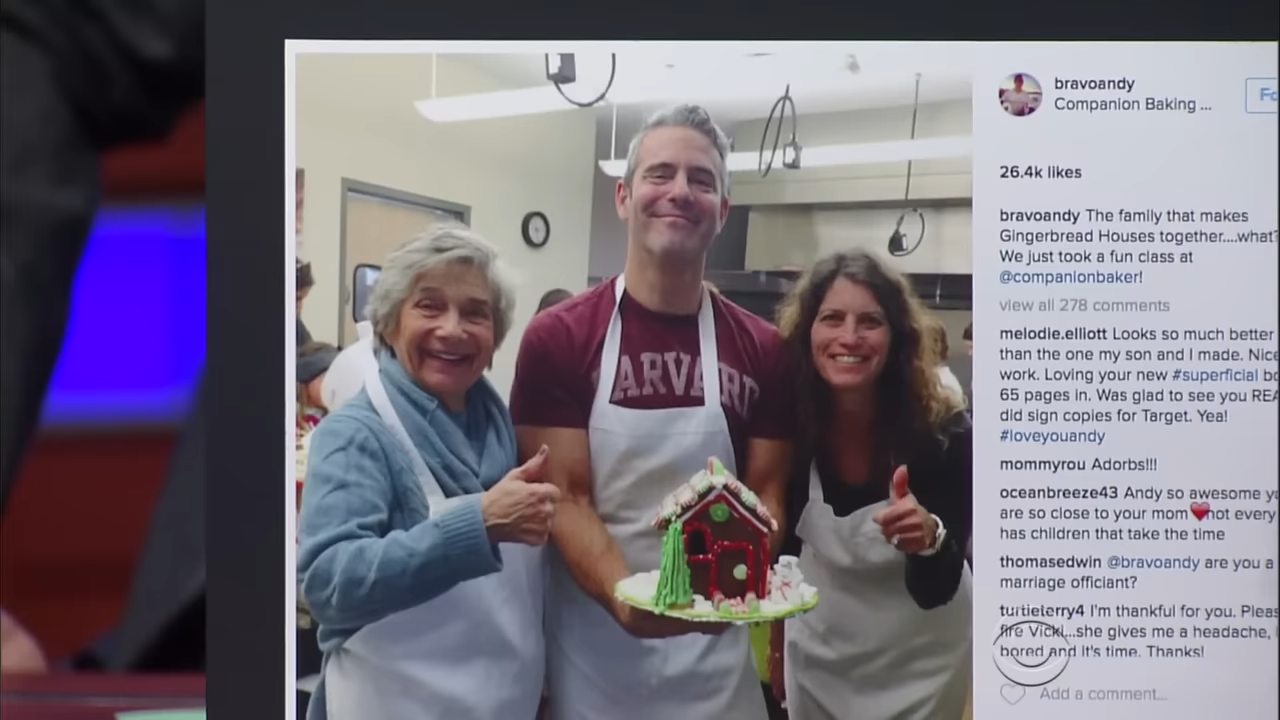 HARVARD
bravoandy
Companion Baking ...
26.4k likes
bravoandy The family that makes
Gingerbread Houses together....what?
We just took a fun class at
@companionbaker!
view all 278 comments
melodie.elliott Looks so much better
than the one my son and I made. Nice
work. Loving your new #superficial bo
65 pages in. Was glad to see you REA
did sign copies for Target. Yea!
#loveyouandy
mommyrou Adorbs!!!
oceanbreeze43 Andy so awesome yo
are so close to your mom❤not every
has children that take the time
thomasedwin @bravoandy are you a
marriage officiant?
turtleterry4 I'm thankful for you. Pleas
fire Vicki...she gives me a headache,
bored and it's time. Thanks!
Add a comment...